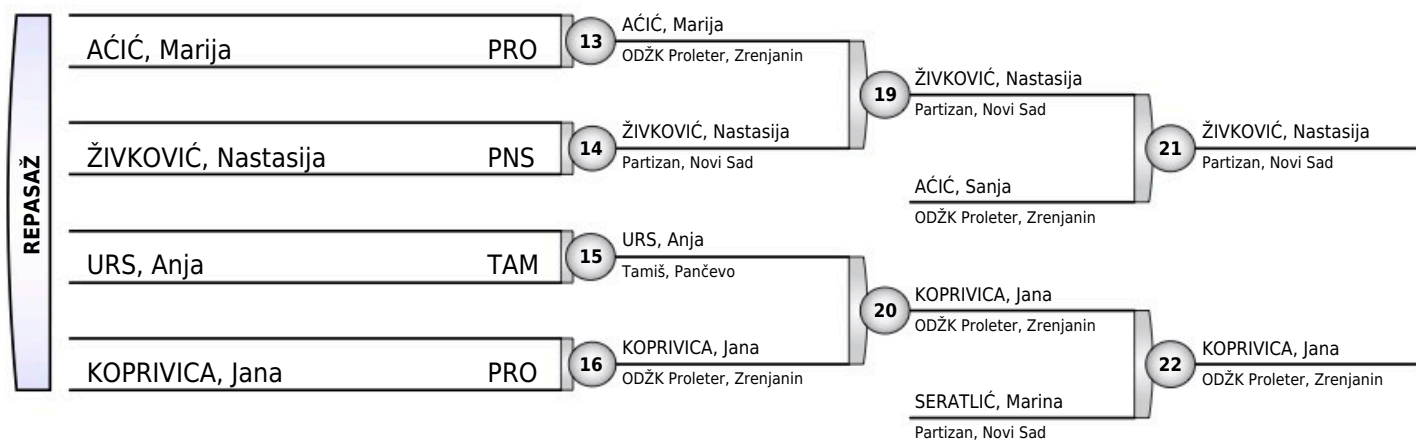 REPASAŽ
AĆIĆ, Marija PRO
ŽIVKOVIĆ, Nastasija PNS
URS, Anja TAM
KOPRIVICA, Jana PRO
13
AĆIĆ, Marija
ODŽK Proleter, Zrenjanin
14
ŽIVKOVIĆ, Nastasija
Partizan, Novi Sad
15
URS, Anja
Tamiš, Pančevo
16
KOPRIVICA, Jana
ODŽK Proleter, Zrenjanin
19
ŽIVKOVIĆ, Nastasija
Partizan, Novi Sad
AĆIĆ, Sanja
ODŽK Proleter, Zrenjanin
20
KOPRIVICA, Jana
ODŽK Proleter, Zrenjanin
SERATLIĆ, Marina
Partizan, Novi Sad
21
ŽIVKOVIĆ, Nastasija
Partizan, Novi Sad
22
KOPRIVICA, Jana
ODŽK Proleter, Zrenjanin